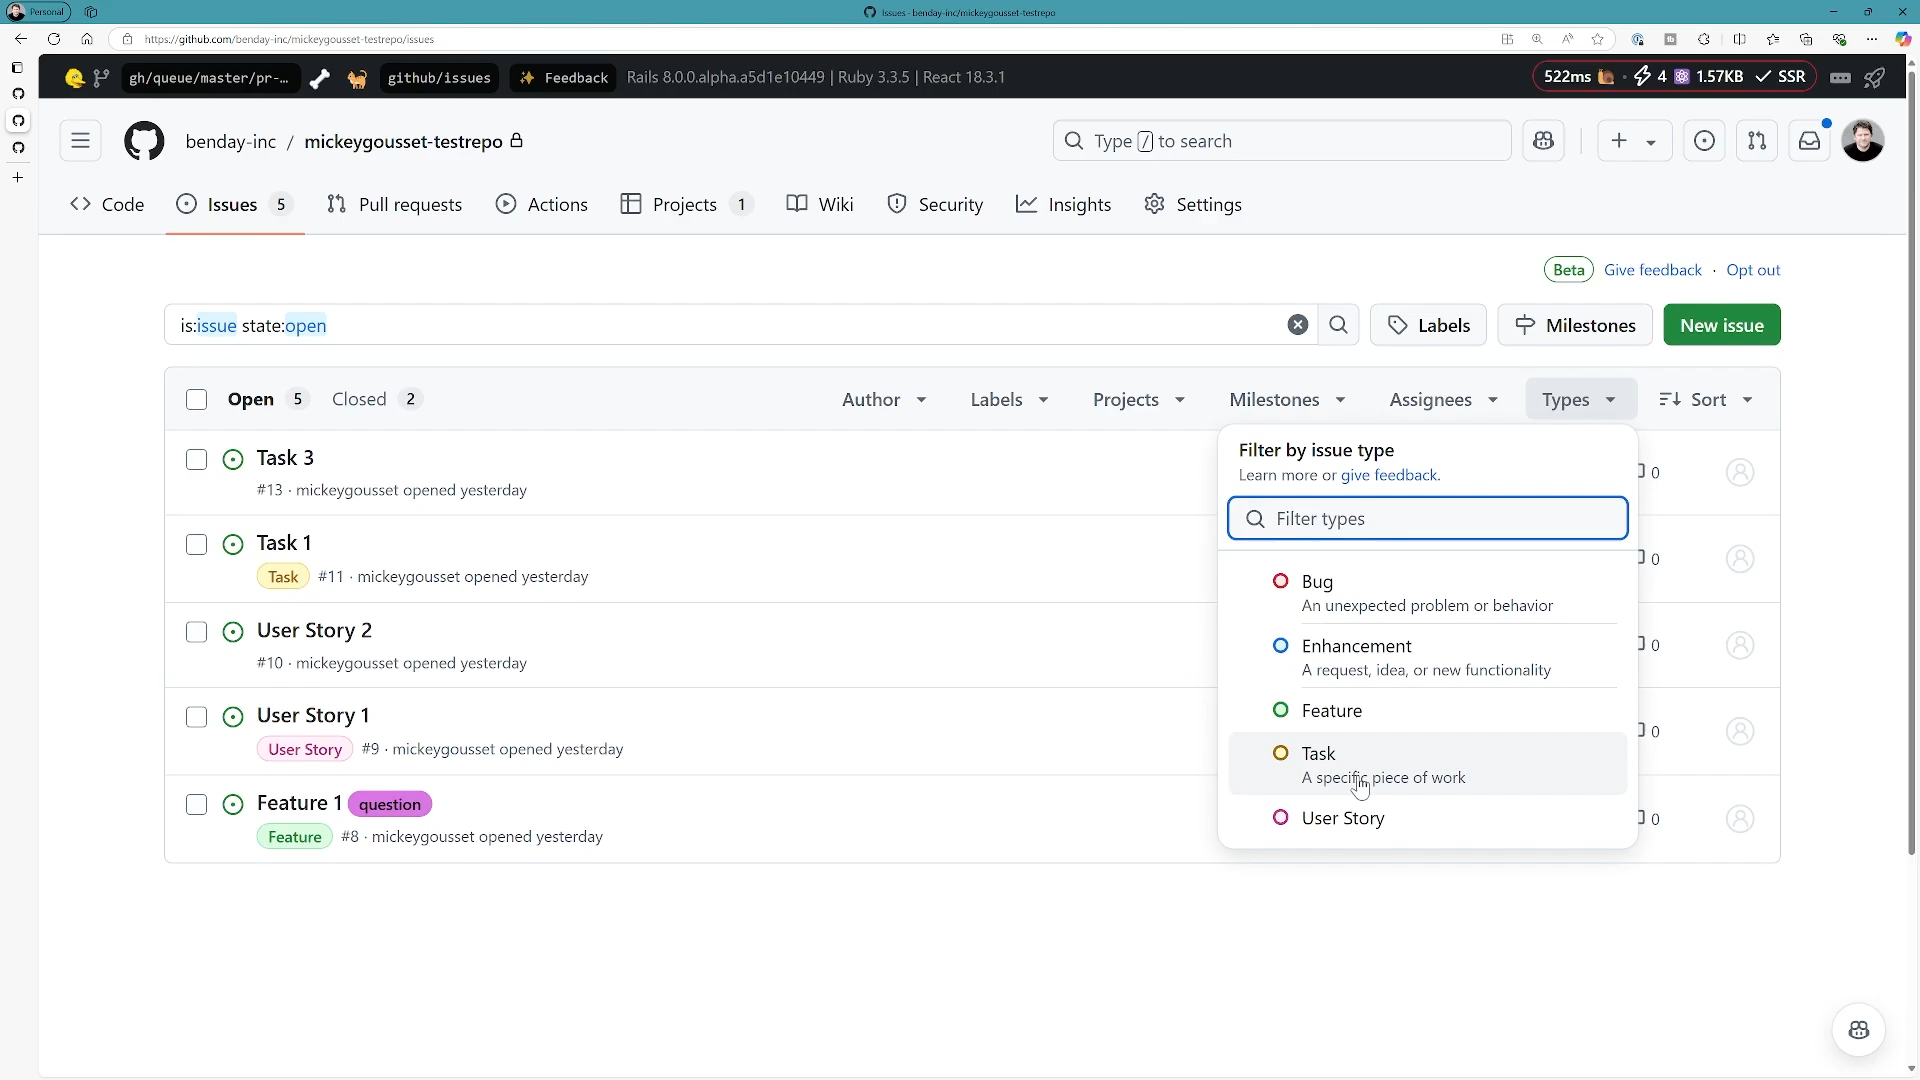 Personal
Issues - benday-inc/mickeygousset-testrepo
https://github.com/benday-inc/mickeygousset-testrepo/issues
gh/queue/master/pr-...
github/issues
Feedback
Rails 8.0.0.alpha.a5d1e10449 | Ruby 3.3.5 | React 18.3.1
522ms · 4 1.57KB SSR
benday-inc / mickeygousset-testrepo
Type / to search
Code
Issues 5
Pull requests
Actions
Projects 1
Wiki
Security
Insights
Settings
Beta
Give feedback · Opt out
is:issue state:open
Labels
Milestones
New issue
Open 5
Closed 2
Author
Labels
Projects
Milestones
Assignees
Types
Sort
Task 3
#13 · mickeygousset opened yesterday
0
Task 1
Task #11 · mickeygousset opened yesterday
0
User Story 2
#10 · mickeygousset opened yesterday
0
User Story 1
User Story #9 · mickeygousset opened yesterday
0
Feature 1 question
Feature #8 · mickeygousset opened yesterday
0
Filter by issue type
Learn more or give feedback.
Filter types
Bug
An unexpected problem or behavior
Enhancement
A request, idea, or new functionality
Feature
Task
A specific piece of work
User Story